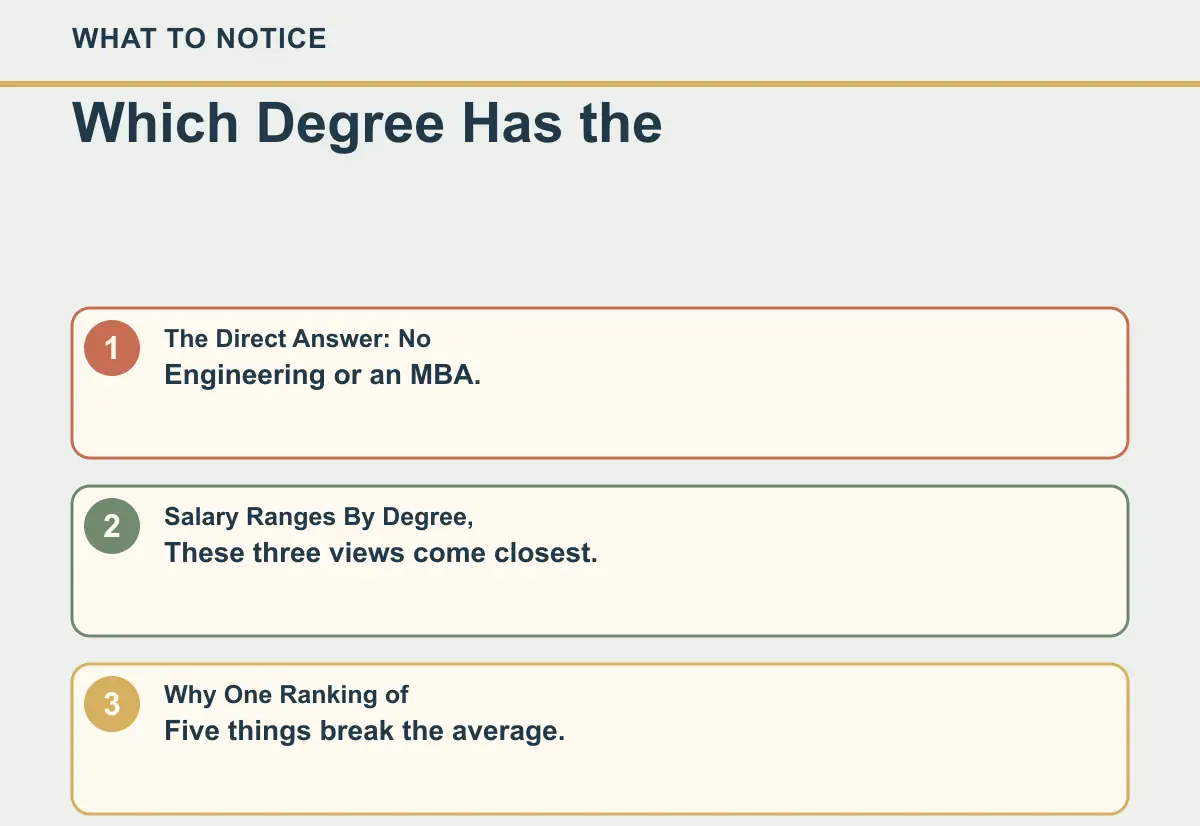 WHAT TO NOTICE
Which Degree Has the
1
The Direct Answer: No
Engineering or an MBA.
2
Salary Ranges By Degree,
These three views come closest.
3
Why One Ranking of
Five things break the average.